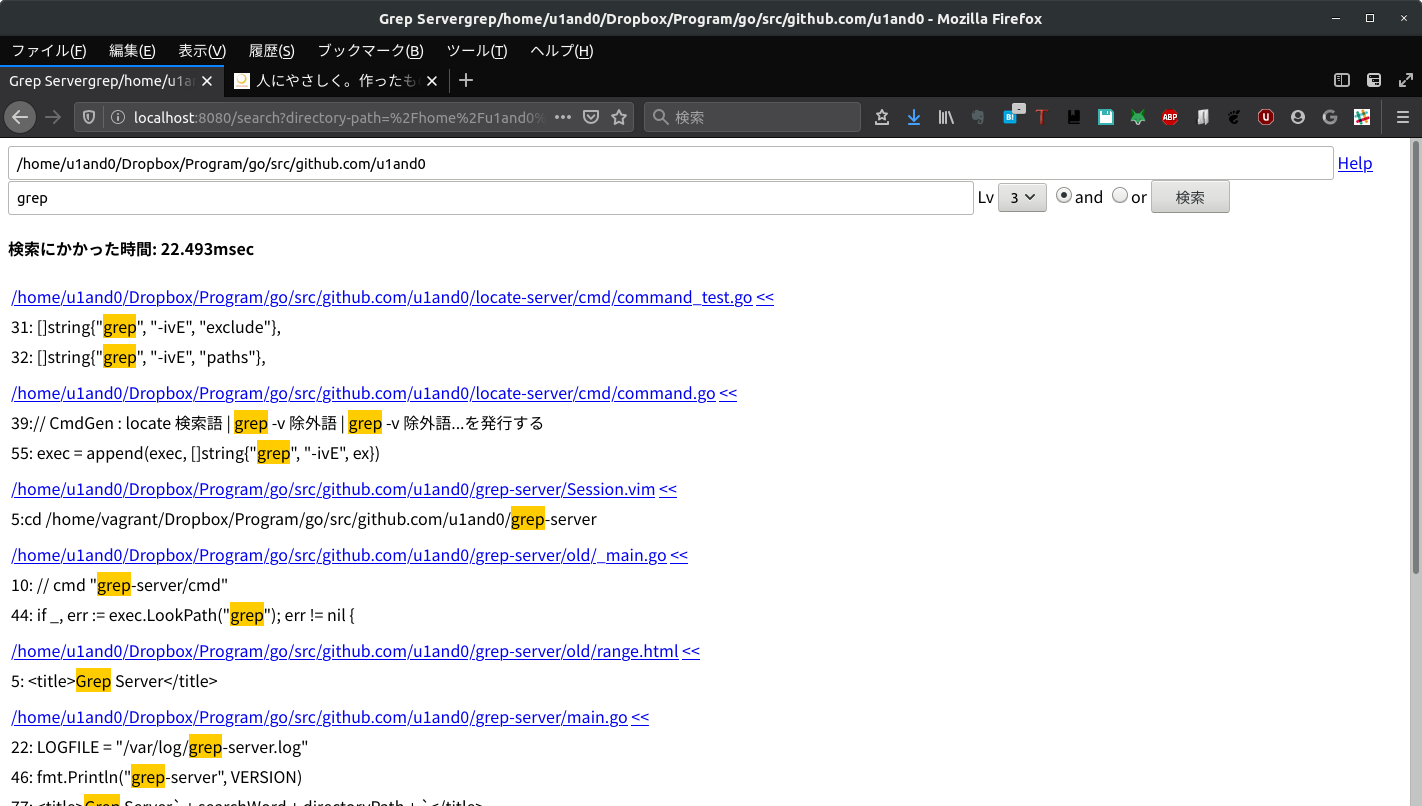 Grep Servergrep/home/u1and0/Dropbox/Program/go/src/github.com/u1and0 - Mozilla Firefox
ファイル(F) 編集(E) 表示(V) 履歴(S) ブックマーク(B) ツール(T) ヘルプ(H)
Grep Servergrep/home/u1an 人にやさしく。作ったも
localhost:8080/search?directory-path=%2Fhome%2Fu1and0% 検索
/home/u1and0/Dropbox/Program/go/src/github.com/u1and0 Help
grep Lv 3 and or 検索
検索にかかった時間: 22.493msec
/home/u1and0/Dropbox/Program/go/src/github.com/u1and0/locate-server/cmd/command_test.go <<
31: []string{"grep", "-ivE", "exclude"},
32: []string{"grep", "-ivE", "paths"},
/home/u1and0/Dropbox/Program/go/src/github.com/u1and0/locate-server/cmd/command.go <<
39:// CmdGen : locate 検索語 | grep -v 除外語 | grep -v 除外語...を発行する
55: exec = append(exec, []string{"grep", "-ivE", ex})
/home/u1and0/Dropbox/Program/go/src/github.com/u1and0/grep-server/Session.vim <<
5:cd /home/vagrant/Dropbox/Program/go/src/github.com/u1and0/grep-server
/home/u1and0/Dropbox/Program/go/src/github.com/u1and0/grep-server/old/_main.go <<
10: // cmd "grep-server/cmd"
44: if _, err := exec.LookPath("grep"); err != nil {
/home/u1and0/Dropbox/Program/go/src/github.com/u1and0/grep-server/old/range.html <<
5: <title>Grep Server</title>
/home/u1and0/Dropbox/Program/go/src/github.com/u1and0/grep-server/main.go <<
22: LOGFILE = "/var/log/grep-server.log"
46: fmt.Println("grep-server", VERSION)
77: <title>Grep Server` + searchWord + directoryPath + `</title>